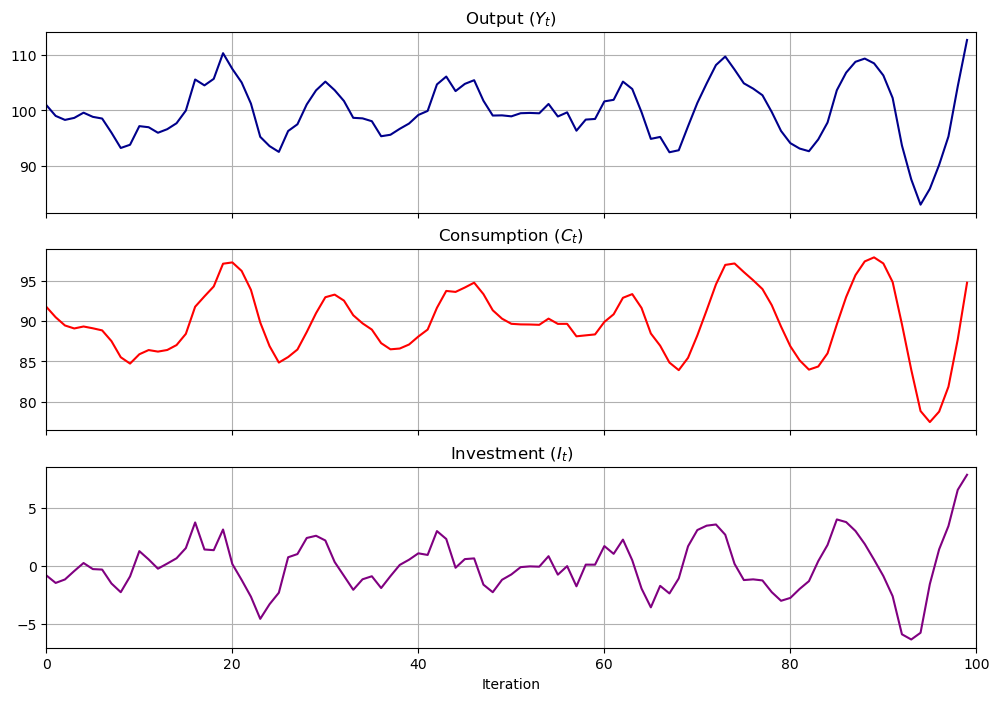 Output (Y_t)
110
100
90
Consumption (C_t)
95
90
85
80
Investment (I_t)
5
0
−5
0 20 40 60 80 100
Iteration